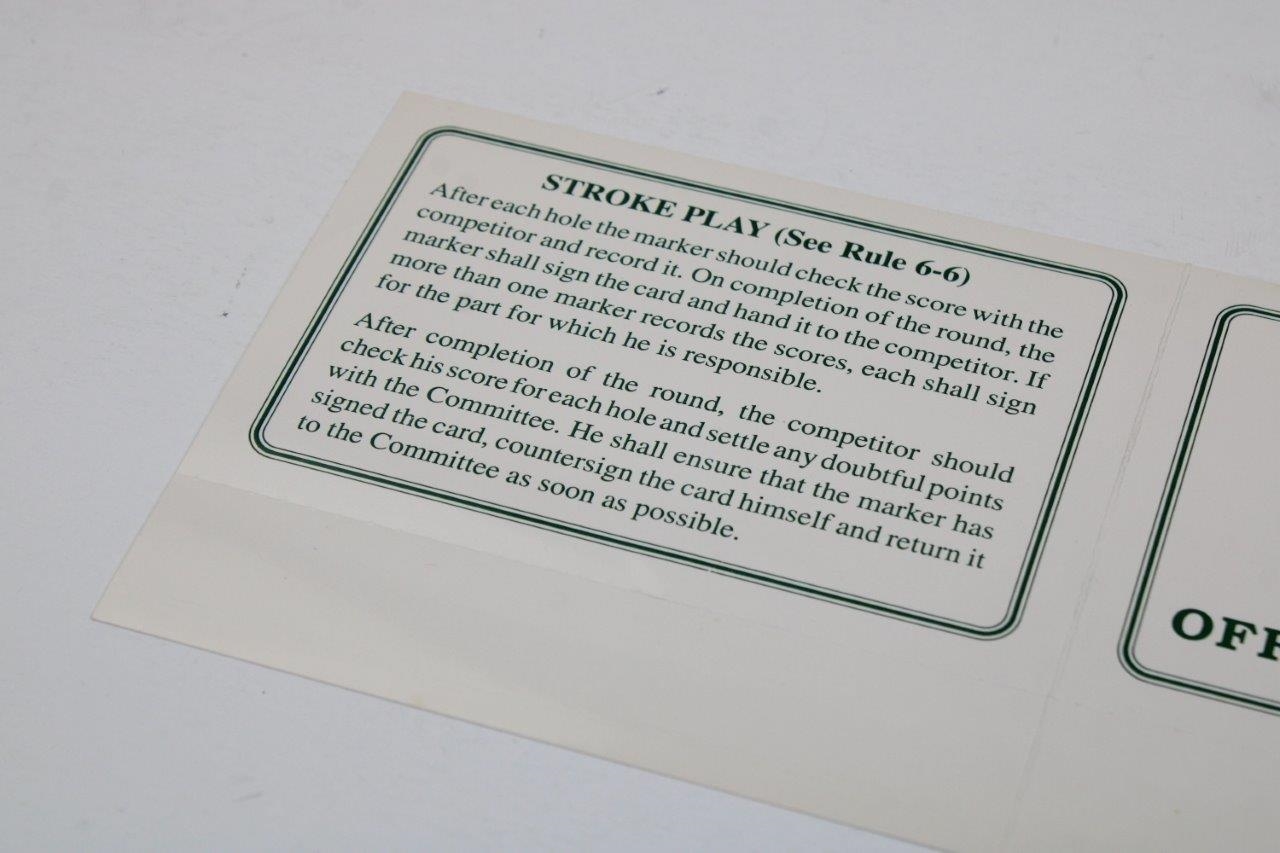 STROKE PLAY (See Rule 6-6)
After each hole the marker should check the score with the
competitor and record it. On completion of the round, the
marker shall sign the card and hand it to the competitor. If
more than one marker records the scores, each shall sign
for the part for which he is responsible.
After completion of the round, the competitor should
check his score for each hole and settle any doubtful points
with the Committee. He shall ensure that the marker has
signed the card, countersign the card himself and return it
to the Committee as soon as possible.